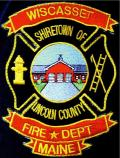 WISCASSET
SHIRETOWN OF
LINCOLN COUNTY
FIRE DEPT
MAINE